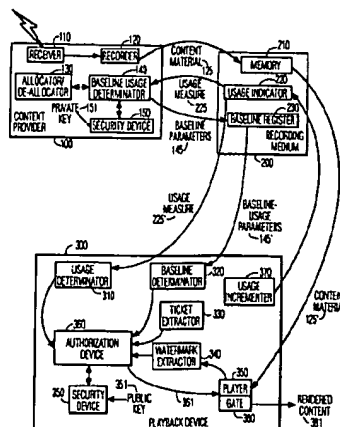 110
RECEIVER
120
RECORDER
CONTENT
MATERIAL
125
210
MEMORY
130
ALLOCATOR/
DE-ALLOCATOR
140
BASELINE USAGE
DETERMINATOR
USAGE
MEASURE
225
220
USAGE INDICATOR
230
BASELINE REGISTER
RECORDING
MEDIUM
200
PRIVATE
KEY
151
150
SECURITY DEVICE
CONTENT
PROVIDER
100
BASELINE
PARAMETERS
145'
USAGE
MEASURE
225'
BASELINE-
USAGE
PARAMETERS
145'
300
USAGE
DETERMINATOR
310
BASELINE
DETERMINATOR
320
370
USAGE
INCREMENTER
TICKET
EXTRACTOR
330
360
AUTHORIZATION
DEVICE
WATERMARK
EXTRACTOR
340
350
PLAYER
GATE
380
CONTENT
MATERIAL
125'
350
SECURITY
DEVICE
351
PUBLIC
KEY
361
PLAYBACK DEVICE
RENDERED
CONTENT
381